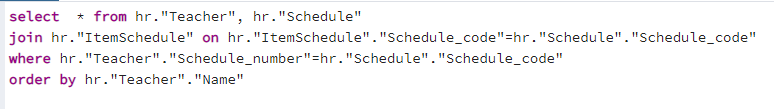 select  * from hr."Teacher", hr."Schedule"
join hr."ItemSchedule" on hr."ItemSchedule"."Schedule_code"=hr."Schedule"."Schedule_code"
where hr."Teacher"."Schedule_number"=hr."Schedule"."Schedule_code"
order by hr."Teacher"."Name"